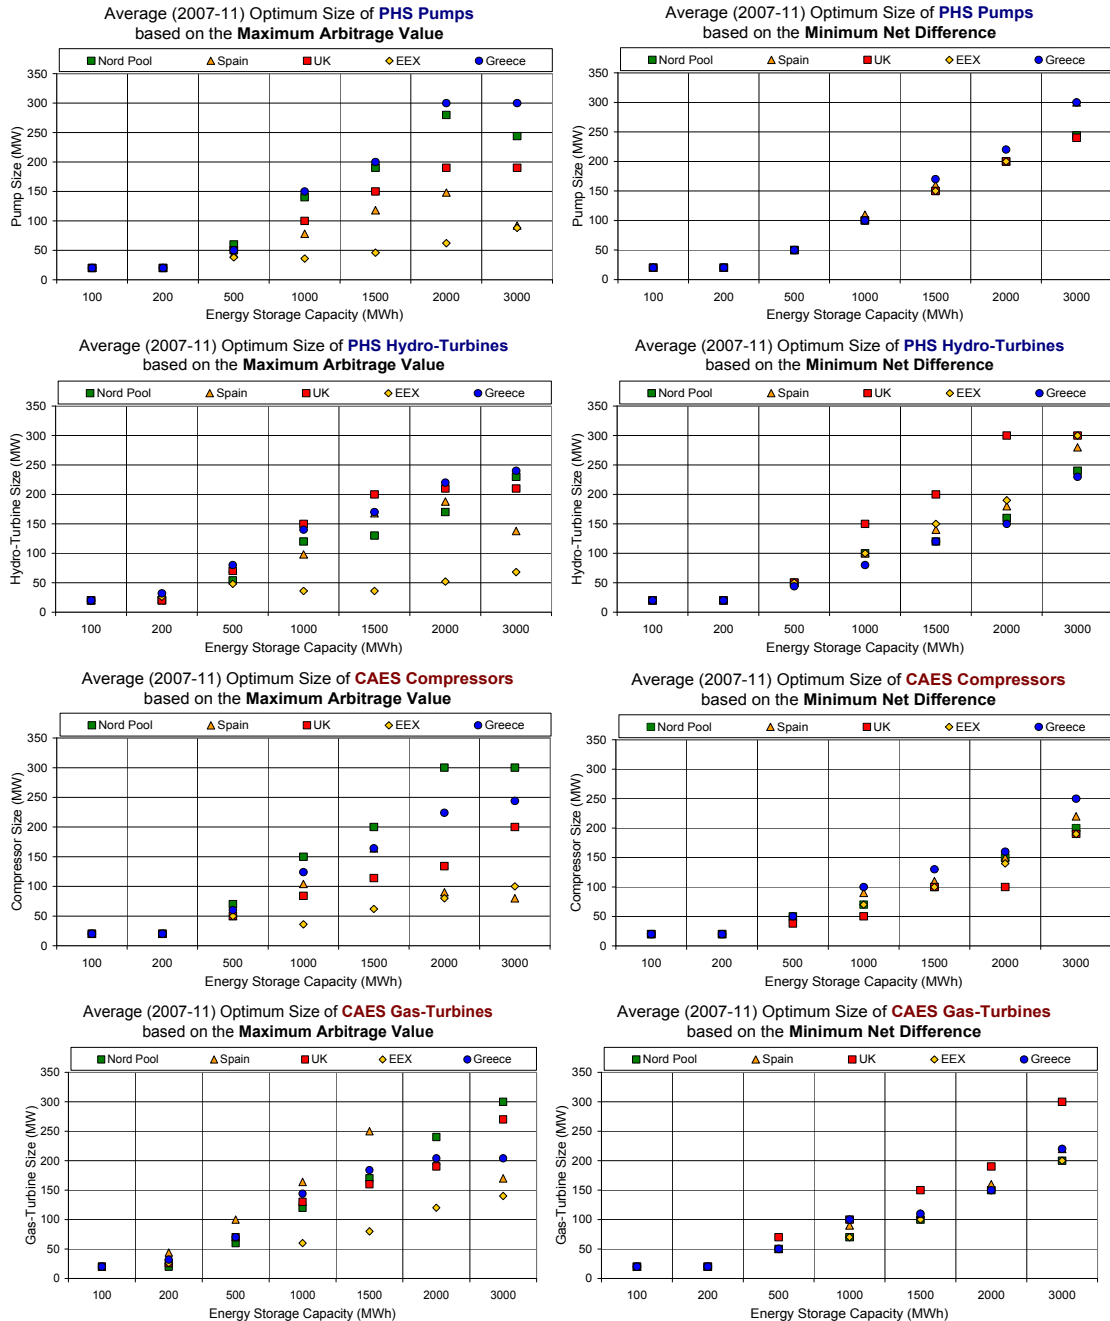 Average (2007-11) Optimum Size of PHS Pumps
based on the Maximum Arbitrage Value
Nord Pool Spain UK EEX Greece
350
300
250
200
150
100
50
0
Pump Size (MW)
100 200 500 1000 1500 2000 3000
Energy Storage Capacity (MWh)
Average (2007-11) Optimum Size of PHS Pumps
based on the Minimum Net Difference
Nord Pool Spain UK EEX Greece
350
300
250
200
150
100
50
0
Pump Size (MW)
100 200 500 1000 1500 2000 3000
Energy Storage Capacity (MWh)
Average (2007-11) Optimum Size of PHS Hydro-Turbines
based on the Maximum Arbitrage Value
Nord Pool Spain UK EEX Greece
350
300
250
200
150
100
50
0
Hydro-Turbine Size (MW)
100 200 500 1000 1500 2000 3000
Energy Storage Capacity (MWh)
Average (2007-11) Optimum Size of PHS Hydro-Turbines
based on the Minimum Net Difference
Nord Pool Spain UK EEX Greece
350
300
250
200
150
100
50
0
Hydro-Turbine Size (MW)
100 200 500 1000 1500 2000 3000
Energy Storage Capacity (MWh)
Average (2007-11) Optimum Size of CAES Compressors
based on the Maximum Arbitrage Value
Nord Pool Spain UK EEX Greece
350
300
250
200
150
100
50
0
Compressor Size (MW)
100 200 500 1000 1500 2000 3000
Energy Storage Capacity (MWh)
Average (2007-11) Optimum Size of CAES Compressors
based on the Minimum Net Difference
Nord Pool Spain UK EEX Greece
350
300
250
200
150
100
50
0
Compressor Size (MW)
100 200 500 1000 1500 2000 3000
Energy Storage Capacity (MWh)
Average (2007-11) Optimum Size of CAES Gas-Turbines
based on the Maximum Arbitrage Value
Nord Pool Spain UK EEX Greece
350
300
250
200
150
100
50
0
Gas-Turbine Size (MW)
100 200 500 1000 1500 2000 3000
Energy Storage Capacity (MWh)
Average (2007-11) Optimum Size of CAES Gas-Turbines
based on the Minimum Net Difference
Nord Pool Spain UK EEX Greece
350
300
250
200
150
100
50
0
Gas-Turbine Size (MW)
100 200 500 1000 1500 2000 3000
Energy Storage Capacity (MWh)